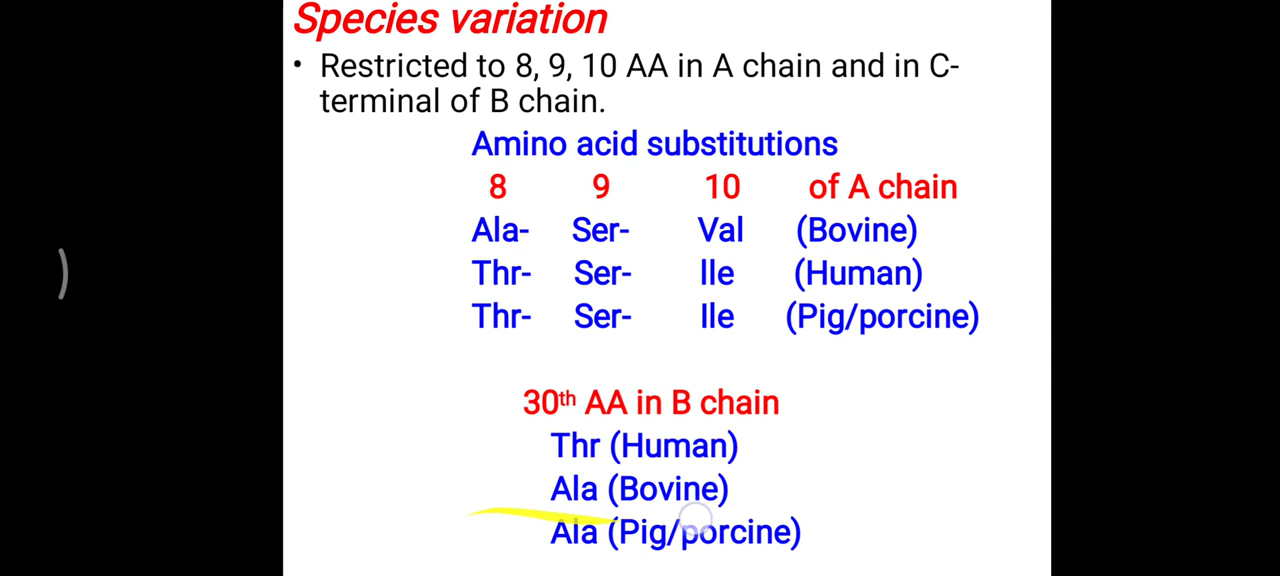 Species variation
• Restricted to 8, 9, 10 AA in A chain and in C-
terminal of B chain.
Amino acid substitutions
8 9 10 of A chain
Ala- Ser- Val (Bovine)
Thr- Ser- lle (Human)
Thr- Ser- Ile (Pig/porcine)
30th AA in B chain
Thr (Human)
Ala (Bovine)
Ala (Pig/porcine)